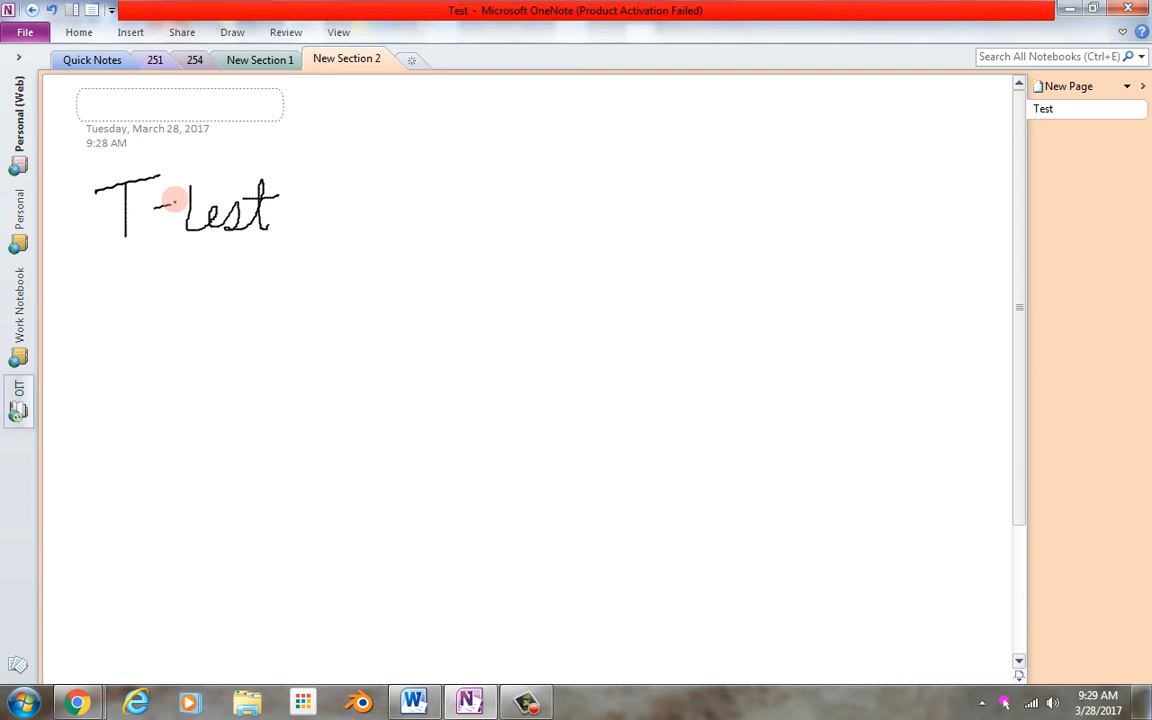 Test - Microsoft OneNote (Product Activation Failed)
File Home Insert Share Draw Review View
Quick Notes 251 254 New Section 1 New Section 2
Search All Notebooks (Ctrl+E)
New Page
Test
Personal (Web)
Personal
Work Notebook
OIT
Tuesday, March 28, 2017
9:28 AM
T-test
9:29 AM
3/28/2017